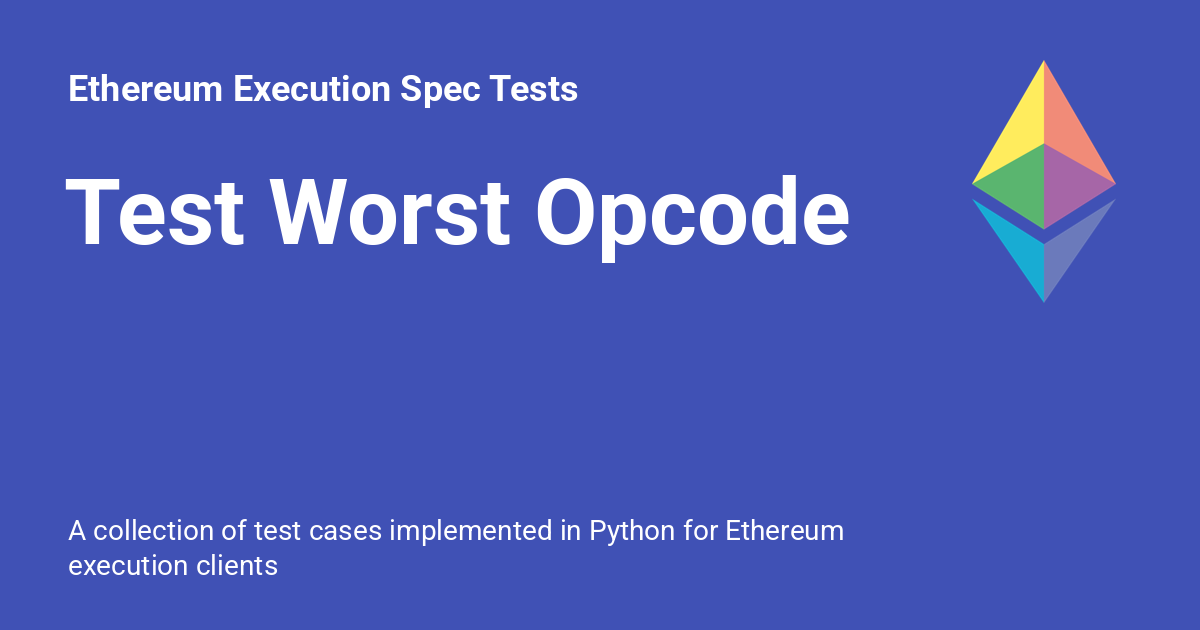 Ethereum Execution Spec Tests
Test Worst Opcode
A collection of test cases implemented in Python for Ethereum
execution clients